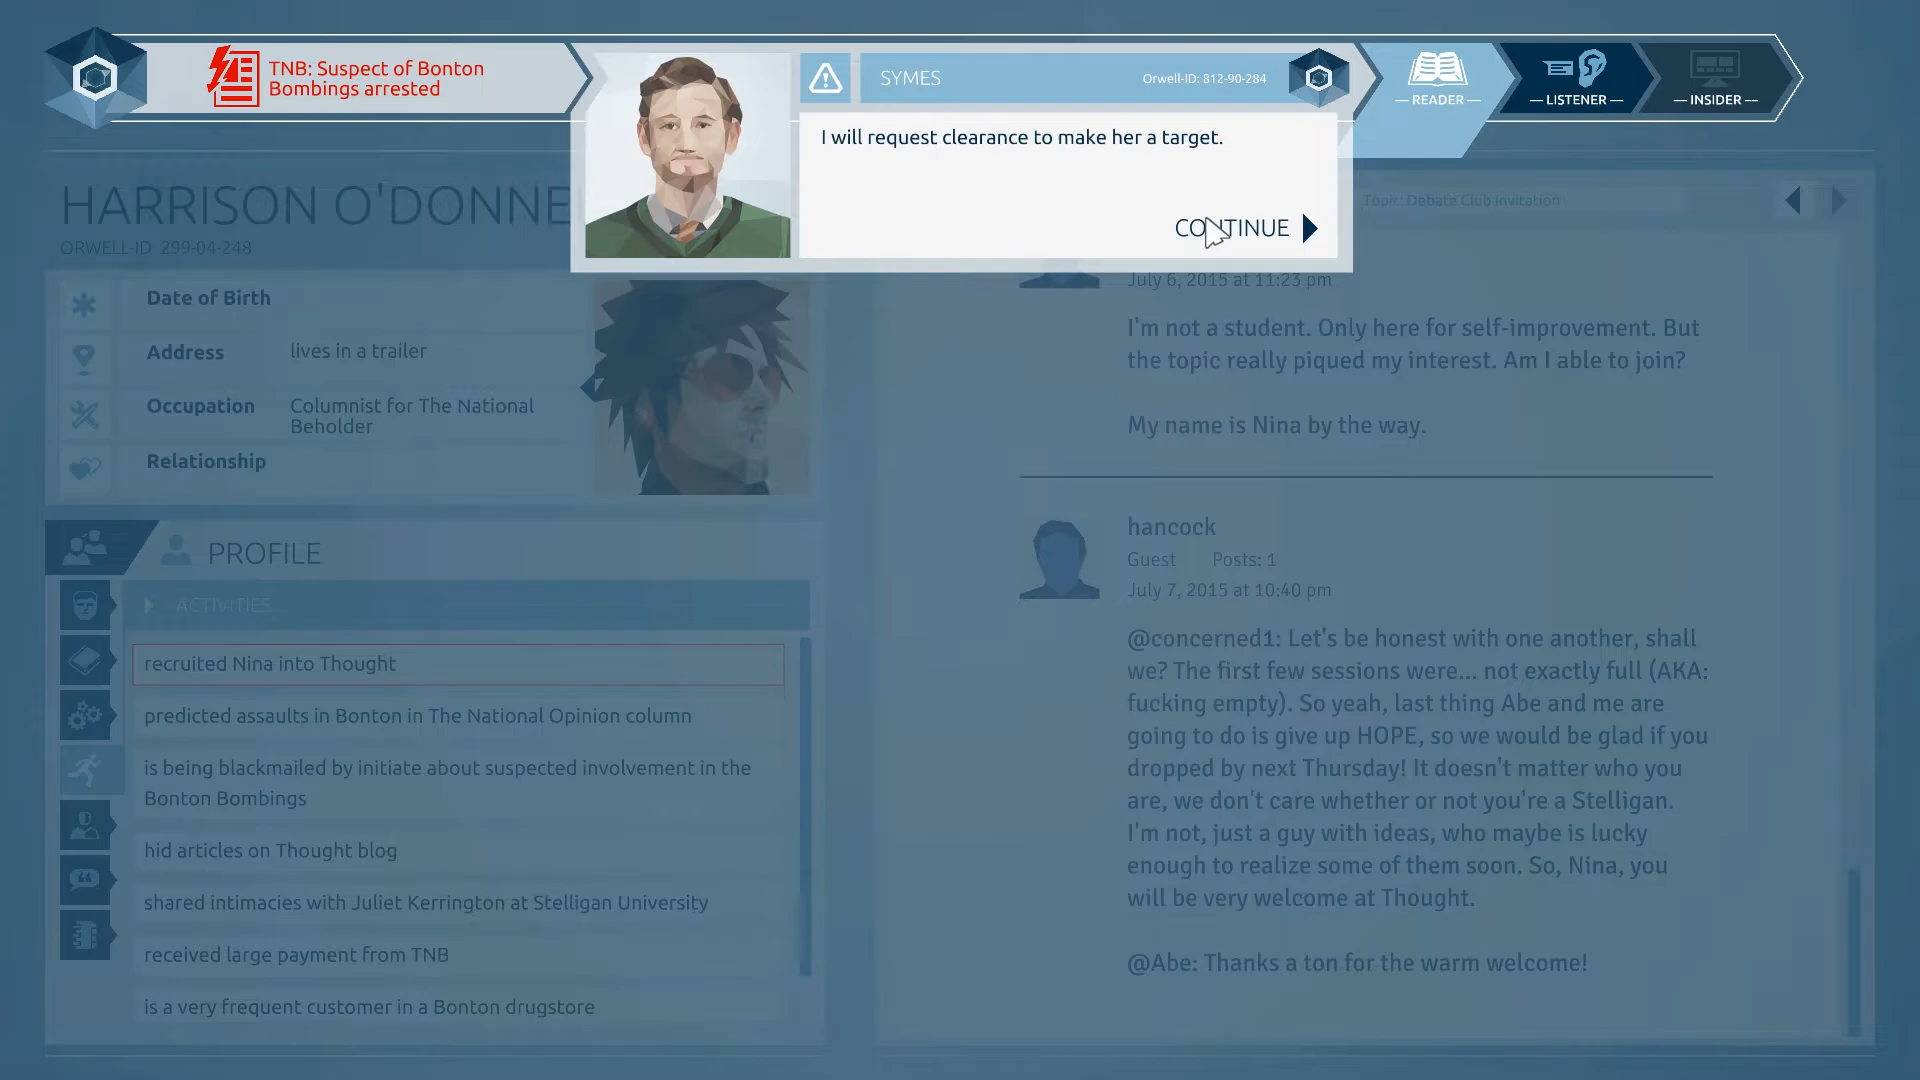 TNB: Suspect of Bonton
Bombings arrested
SYMES
Orwell-ID: 812-90-284
I will request clearance to make her a target.
CONTINUE
— READER —
— LISTENER —
— INSIDER —
HARRISON O'DONNE
ORWELL-ID 299-04-248
Date of Birth
Address
lives in a trailer
Occupation
Columnist for The National
Beholder
Relationship
PROFILE
ACTIVITIES
recruited Nina into Thought
predicted assaults in Bonton in The National Opinion column
is being blackmailed by initiate about suspected involvement in the
Bonton Bombings
hid articles on Thought blog
shared intimacies with Juliet Kerrington at Stelligan University
received large payment from TNB
is a very frequent customer in a Bonton drugstore
Topic: Debate Club Invitation
July 6, 2015 at 11:23 pm
I'm not a student. Only here for self-improvement. But
the topic really piqued my interest. Am I able to join?
My name is Nina by the way.
hancock
Guest Posts: 1
July 7, 2015 at 10:40 pm
@concerned1: Let's be honest with one another, shall
we? The first few sessions were... not exactly full (AKA:
fucking empty). So yeah, last thing Abe and me are
going to do is give up HOPE, so we would be glad if you
dropped by next Thursday! It doesn't matter who you
are, we don't care whether or not you're a Stelligan.
I'm not, just a guy with ideas, who maybe is lucky
enough to realize some of them soon. So, Nina, you
will be very welcome at Thought.
@Abe: Thanks a ton for the warm welcome!